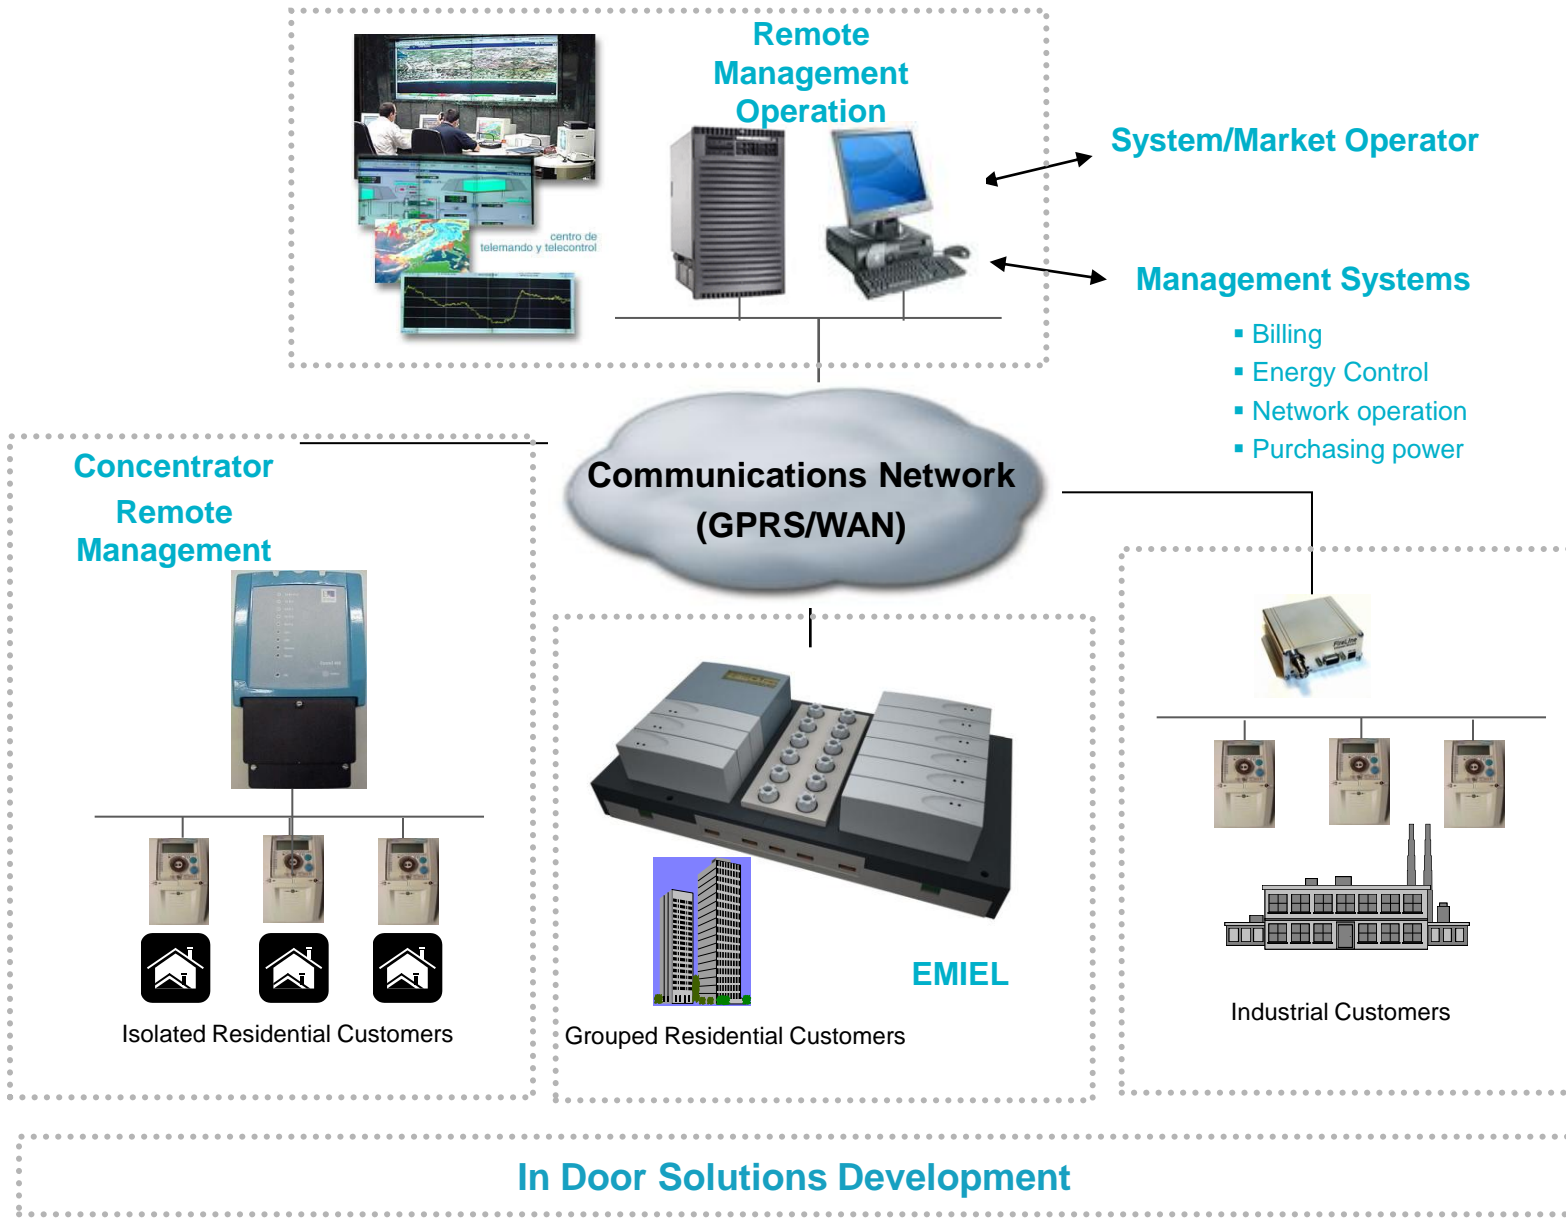 Remote
Management
Operation
centro de
telemando y telecontrol
System/Market Operator
Management Systems
▪ Billing
▪ Energy Control
▪ Network operation
▪ Purchasing power
Communications Network
(GPRS/WAN)
Concentrator
Remote
Management
FireLine
EMIEL
Isolated Residential Customers
Grouped Residential Customers
Industrial Customers
In Door Solutions Development